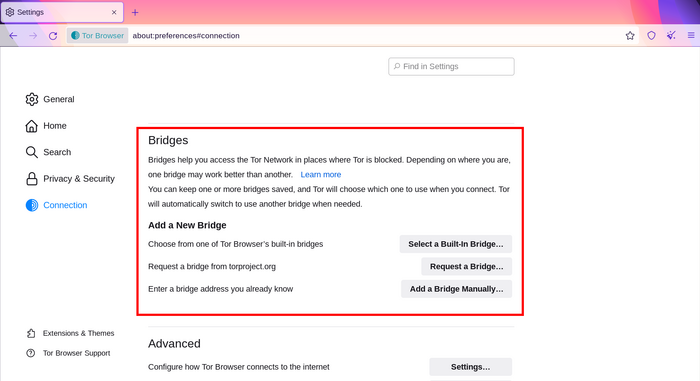 Settings
Tor Browser
about:preferences#connection
Find in Settings
General
Home
Search
Privacy & Security
Connection
Extensions & Themes
Tor Browser Support
Bridges
Bridges help you access the Tor Network in places where Tor is blocked. Depending on where you are,
one bridge may work better than another. Learn more
You can keep one or more bridges saved, and Tor will choose which one to use when you connect. Tor
will automatically switch to use another bridge when needed.
Add a New Bridge
Choose from one of Tor Browser’s built-in bridges
Select a Built-In Bridge…
Request a bridge from torproject.org
Request a Bridge…
Enter a bridge address you already know
Add a Bridge Manually…
Advanced
Configure how Tor Browser connects to the internet
Settings…